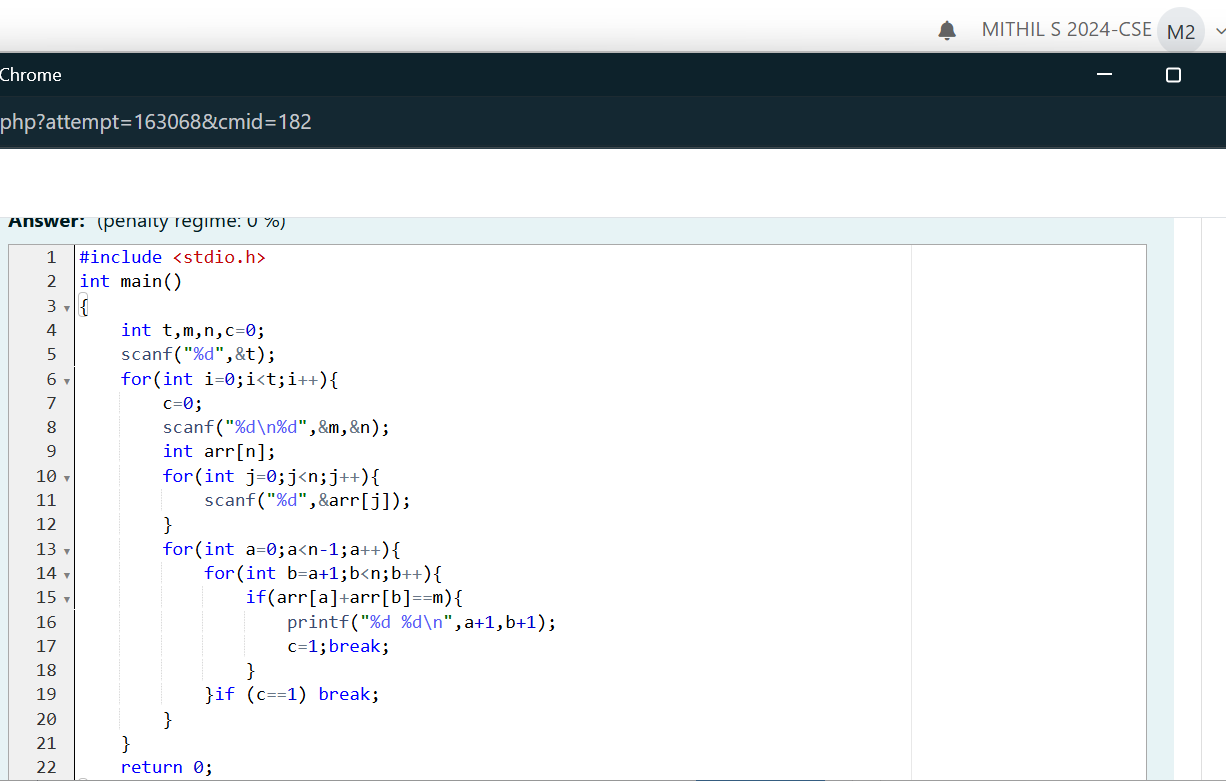 MITHIL S 2024-CSE M2
Chrome
php?attempt=163068&cmid=182
Answer: (penalty regime: 0 %)
1 #include <stdio.h>
2 int main()
3 {
4     int t,m,n,c=0;
5     scanf("%d",&t);
6     for(int i=0;i<t;i++){
7         c=0;
8         scanf("%d\n%d",&m,&n);
9         int arr[n];
10         for(int j=0;j<n;j++){
11             scanf("%d",&arr[j]);
12         }
13         for(int a=0;a<n-1;a++){
14             for(int b=a+1;b<n;b++){
15                 if(arr[a]+arr[b]==m){
16                     printf("%d %d\n",a+1,b+1);
17                     c=1;break;
18                 }
19             }if (c==1) break;
20         }
21     }
22     return 0;